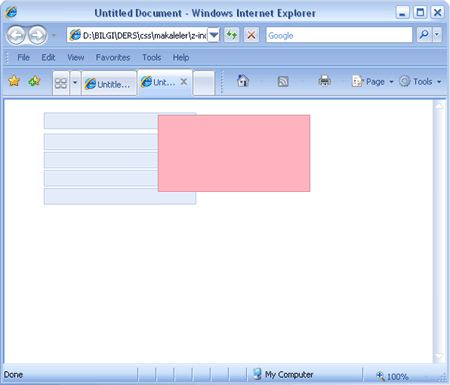 Untitled Document - Windows Internet Explorer
D:\BILGI\DERS\css\makaleler\z-in
Google
File Edit View Favorites Tools Help
Untitle... Unt... Page Tools
Done My Computer 100%